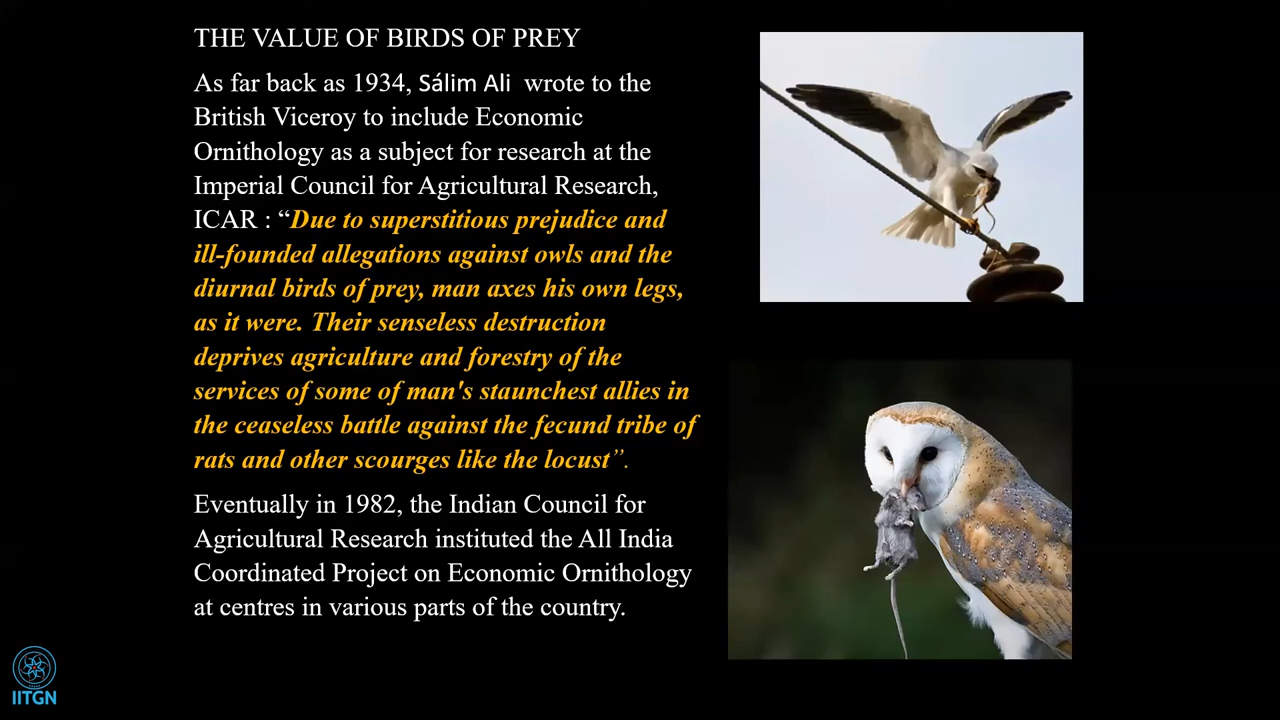 THE VALUE OF BIRDS OF PREY
As far back as 1934, Sálim Ali wrote to the
British Viceroy to include Economic
Ornithology as a subject for research at the
Imperial Council for Agricultural Research,
ICAR : “Due to superstitious prejudice and
ill-founded allegations against owls and the
diurnal birds of prey, man axes his own legs,
as it were. Their senseless destruction
deprives agriculture and forestry of the
services of some of man's staunchest allies in
the ceaseless battle against the fecund tribe of
rats and other scourges like the locust”.
Eventually in 1982, the Indian Council for
Agricultural Research instituted the All India
Coordinated Project on Economic Ornithology
at centres in various parts of the country.
IITGN